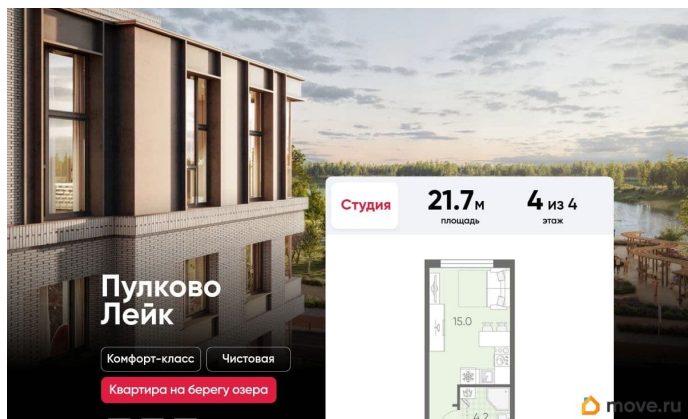 Студия
21.7 м
площадь
4 из 4
этаж
15.0
4.2
Пулково
Лейк
Комфорт-класс
Чистовая
Квартира на берегу озера
move.ru